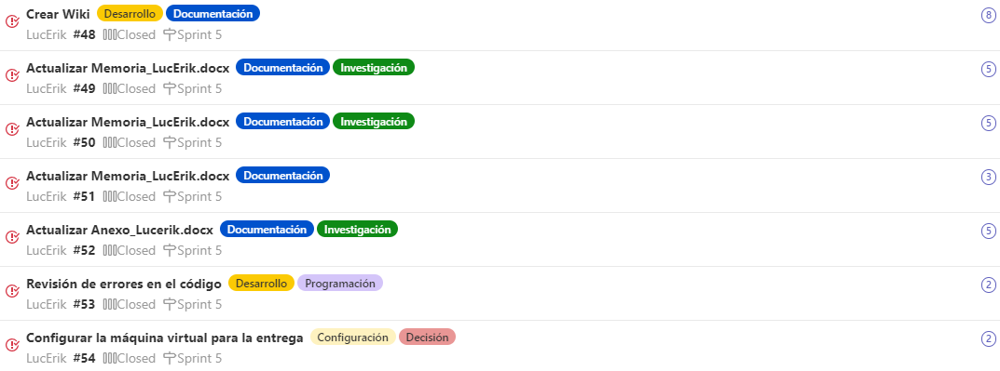 Crear Wiki Desarrollo Documentación 8
LucErik #48 Closed Sprint 5
Actualizar Memoria_LucErik.docx Documentación Investigación 5
LucErik #49 Closed Sprint 5
Actualizar Memoria_LucErik.docx Documentación Investigación 5
LucErik #50 Closed Sprint 5
Actualizar Memoria_LucErik.docx Documentación 3
LucErik #51 Closed Sprint 5
Actualizar Anexo_Lucerik.docx Documentación Investigación 5
LucErik #52 Closed Sprint 5
Revisión de errores en el código Desarrollo Programación 2
LucErik #53 Closed Sprint 5
Configurar la máquina virtual para la entrega Configuración Decisión 2
LucErik #54 Closed Sprint 5